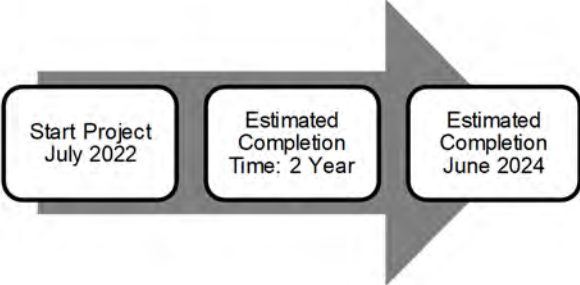 Start Project
July 2022
Estimated
Completion
Time: 2 Year
Estimated
Completion
June 2024